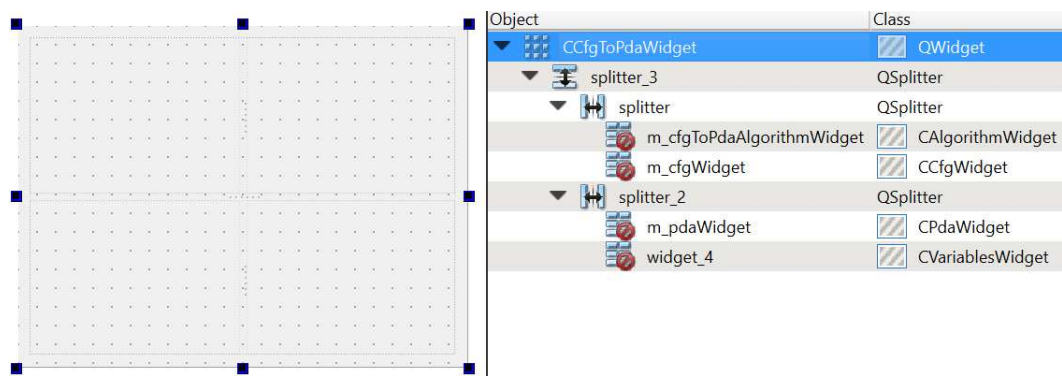 Object Class
CCfgToPdaWidget QWidget
splitter_3 QSplitter
splitter QSplitter
m_cfgToPdaAlgorithmWidget CAlgorithmWidget
m_cfgWidget CCfgWidget
splitter_2 QSplitter
m_pdaWidget CPdaWidget
widget_4 CVariablesWidget